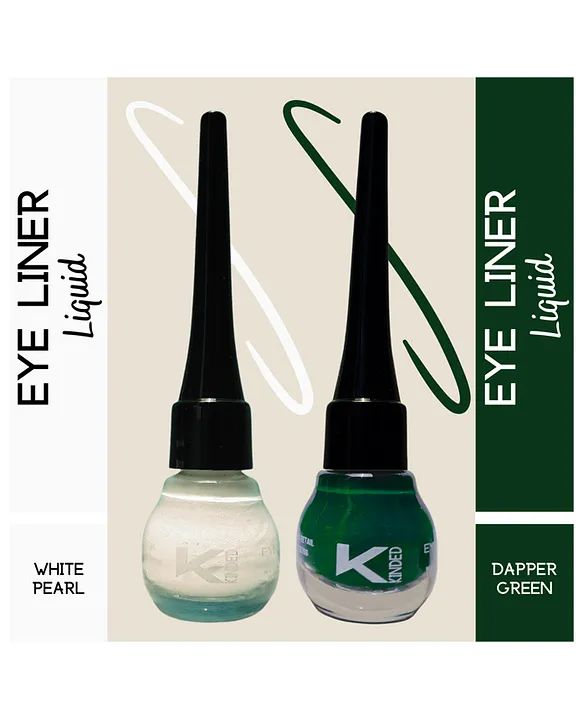 EYE LINER
Liquid
WHITE
PEARL
K
KINDED
K
KINDED
EYE LINER
Liquid
DAPPER
GREEN